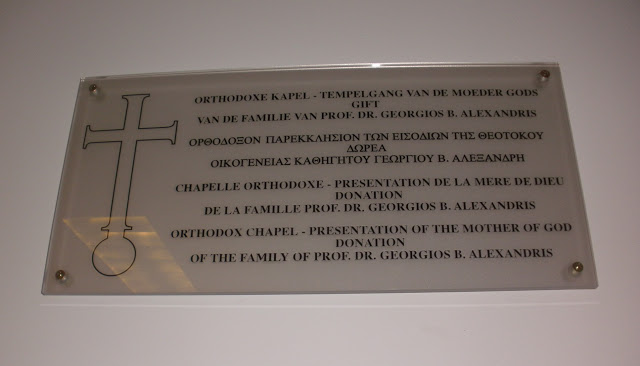 ORTHODOXE KAPEL - TEMPELGANG VAN DE MOEDER GODS
GIFT
VAN DE FAMILIE VAN PROF. DR. GEORGIOS B. ALEXANDRIS
ΟΡΘΟΔΟΞΟΝ ΠΑΡΕΚΚΛΗΣΙΟΝ ΤΩΝ ΕΙΣΟΔΙΩΝ ΤΗΣ ΘΕΟΤΟΚΟΥ
ΔΩΡΕΑ
ΟΙΚΟΓΕΝΕΙΑΣ ΚΑΘΗΓΗΤΟΥ ΓΕΩΡΓΙΟΥ Β. ΑΛΕΞΑΝΔΡΗ
CHAPELLE ORTHODOXE - PRESENTATION DE LA MERE DE DIEU
DONATION
DE LA FAMILLE PROF. DR. GEORGIOS B. ALEXANDRIS
ORTHODOX CHAPEL - PRESENTATION OF THE MOTHER OF GOD
DONATION
OF THE FAMILY OF PROF. DR. GEORGIOS B. ALEXANDRIS